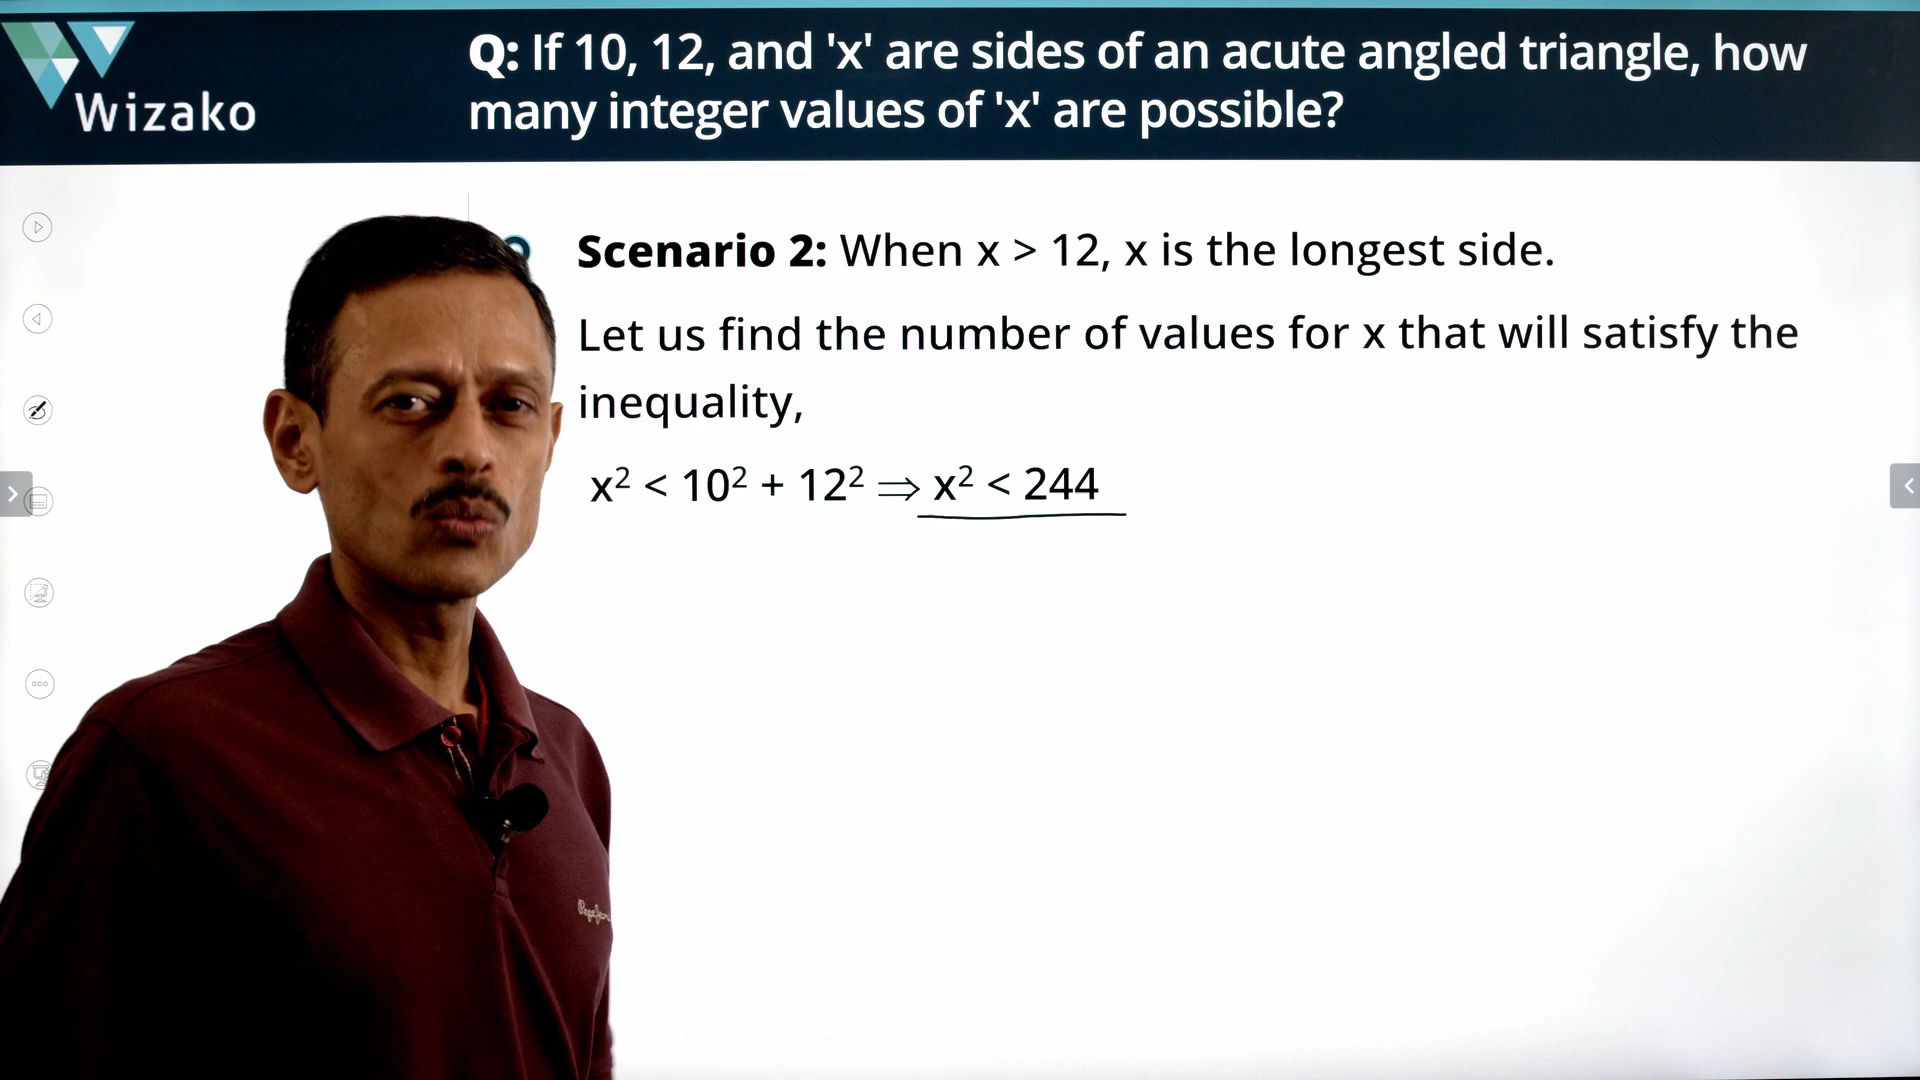 Wizako
Q: If 10, 12, and 'x' are sides of an acute angled triangle, how
many integer values of 'x' are possible?
Scenario 2: When x > 12, x is the longest side.
Let us find the number of values for x that will satisfy the
inequality,
x² < 10² + 12² ⇒ x² < 244